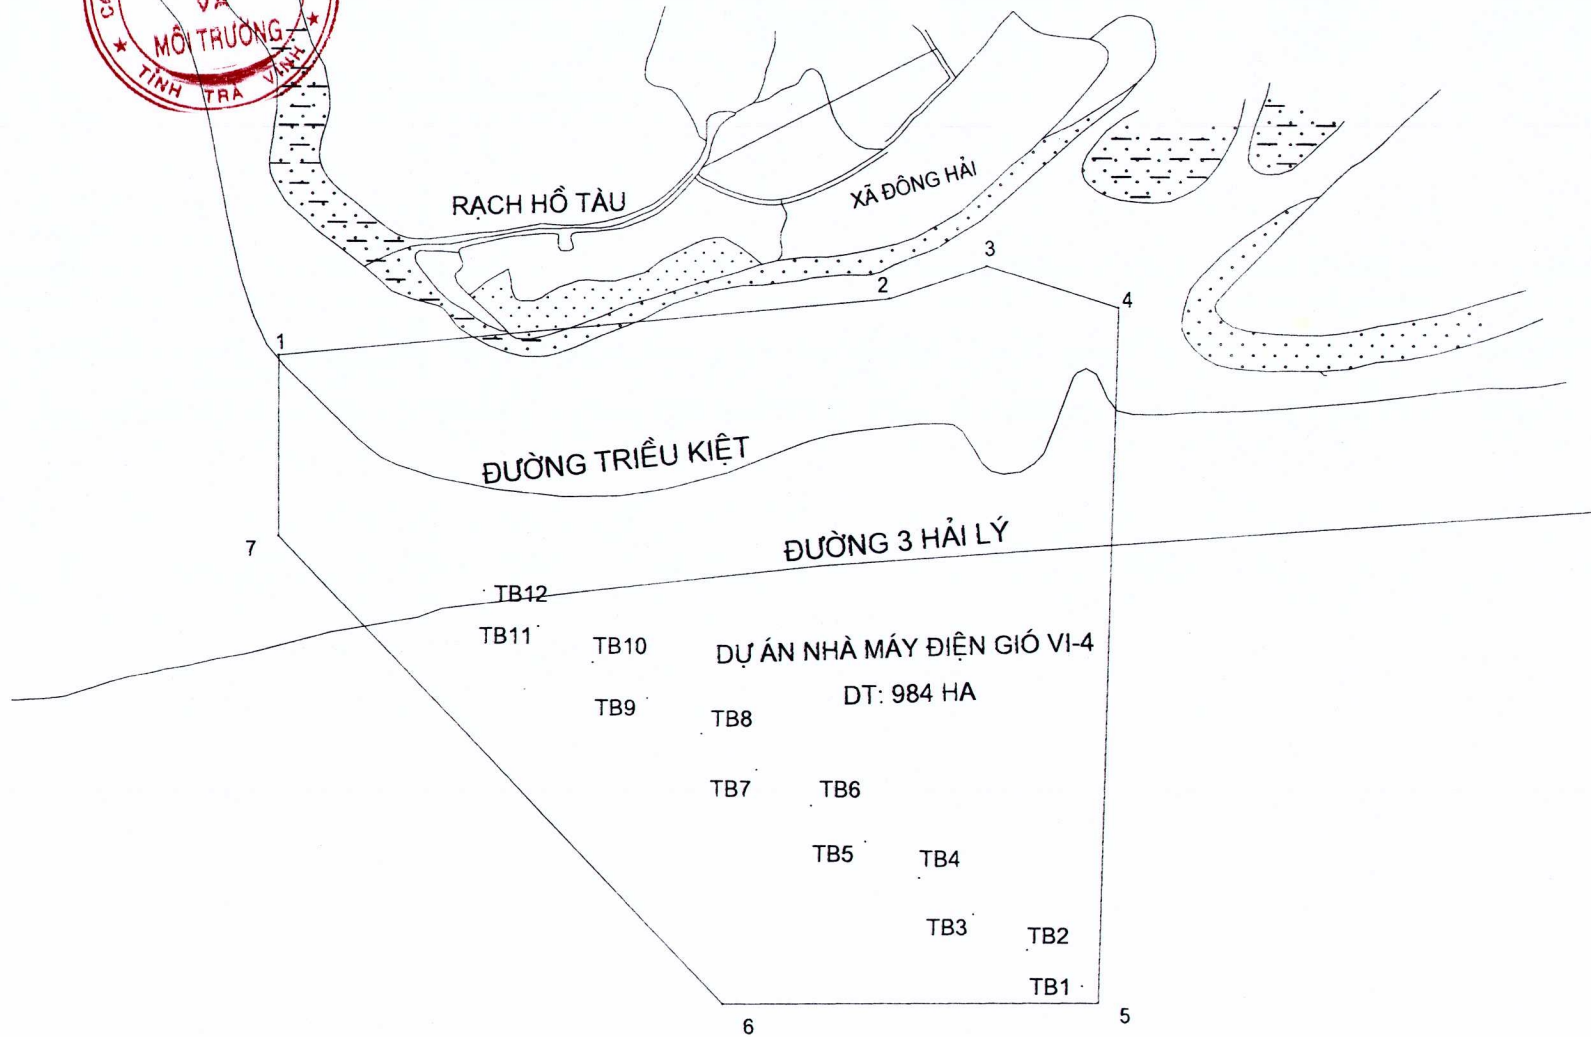 VÀ
MÔI TRƯỜNG
TỈNH TRÀ VINH
RẠCH HỒ TÀU
XÃ ĐÔNG HẢI
3
2
4
1
ĐƯỜNG TRIỀU KIỆT
ĐƯỜNG 3 HẢI LÝ
7
TB12
TB11
TB10
DỰ ÁN NHÀ MÁY ĐIỆN GIÓ VI-4
DT: 984 HA
TB9
TB8
TB7
TB6
TB5
TB4
TB3
TB2
TB1
5
6